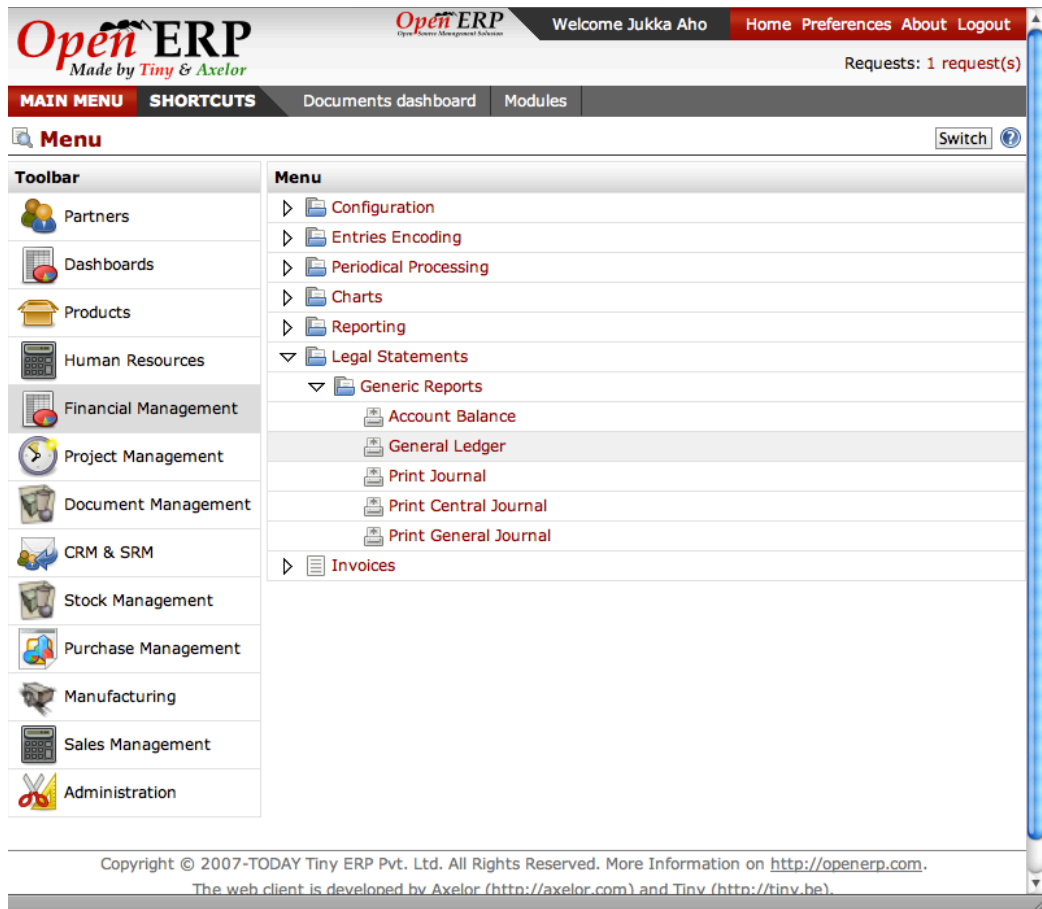 Open ERP
Made by Tiny & Axelor
Open ERP
Open Source Management Solution
Welcome Jukka Aho
Home Preferences About Logout
Requests: 1 request(s)
MAIN MENU SHORTCUTS Documents dashboard Modules
Menu
Switch ?
Toolbar
Partners
Dashboards
Products
Human Resources
Financial Management
Project Management
Document Management
CRM & SRM
Stock Management
Purchase Management
Manufacturing
Sales Management
Administration
Menu
Configuration
Entries Encoding
Periodical Processing
Charts
Reporting
Legal Statements
Generic Reports
Account Balance
General Ledger
Print Journal
Print Central Journal
Print General Journal
Invoices
Copyright © 2007-TODAY Tiny ERP Pvt. Ltd. All Rights Reserved. More Information on http://openerp.com.
The web client is developed by Axelor (http://axelor.com) and Tiny (http://tiny.be).